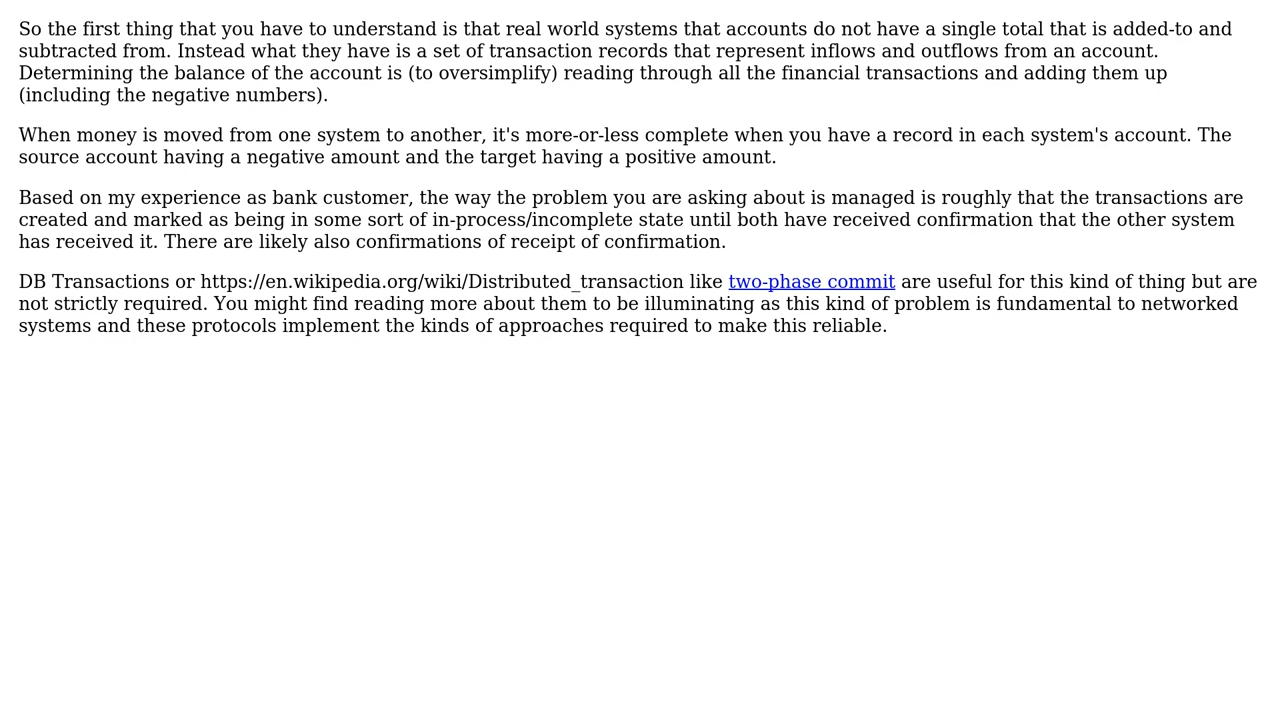 So the first thing that you have to understand is that real world systems that accounts do not have a single total that is added-to and
subtracted from. Instead what they have is a set of transaction records that represent inflows and outflows from an account.
Determining the balance of the account is (to oversimplify) reading through all the financial transactions and adding them up
(including the negative numbers).
When money is moved from one system to another, it's more-or-less complete when you have a record in each system's account. The
source account having a negative amount and the target having a positive amount.
Based on my experience as bank customer, the way the problem you are asking about is managed is roughly that the transactions are
created and marked as being in some sort of in-process/incomplete state until both have received confirmation that the other system
has received it. There are likely also confirmations of receipt of confirmation.
DB Transactions or https://en.wikipedia.org/wiki/Distributed_transaction like two-phase commit are useful for this kind of thing but are
not strictly required. You might find reading more about them to be illuminating as this kind of problem is fundamental to networked
systems and these protocols implement the kinds of approaches required to make this reliable.